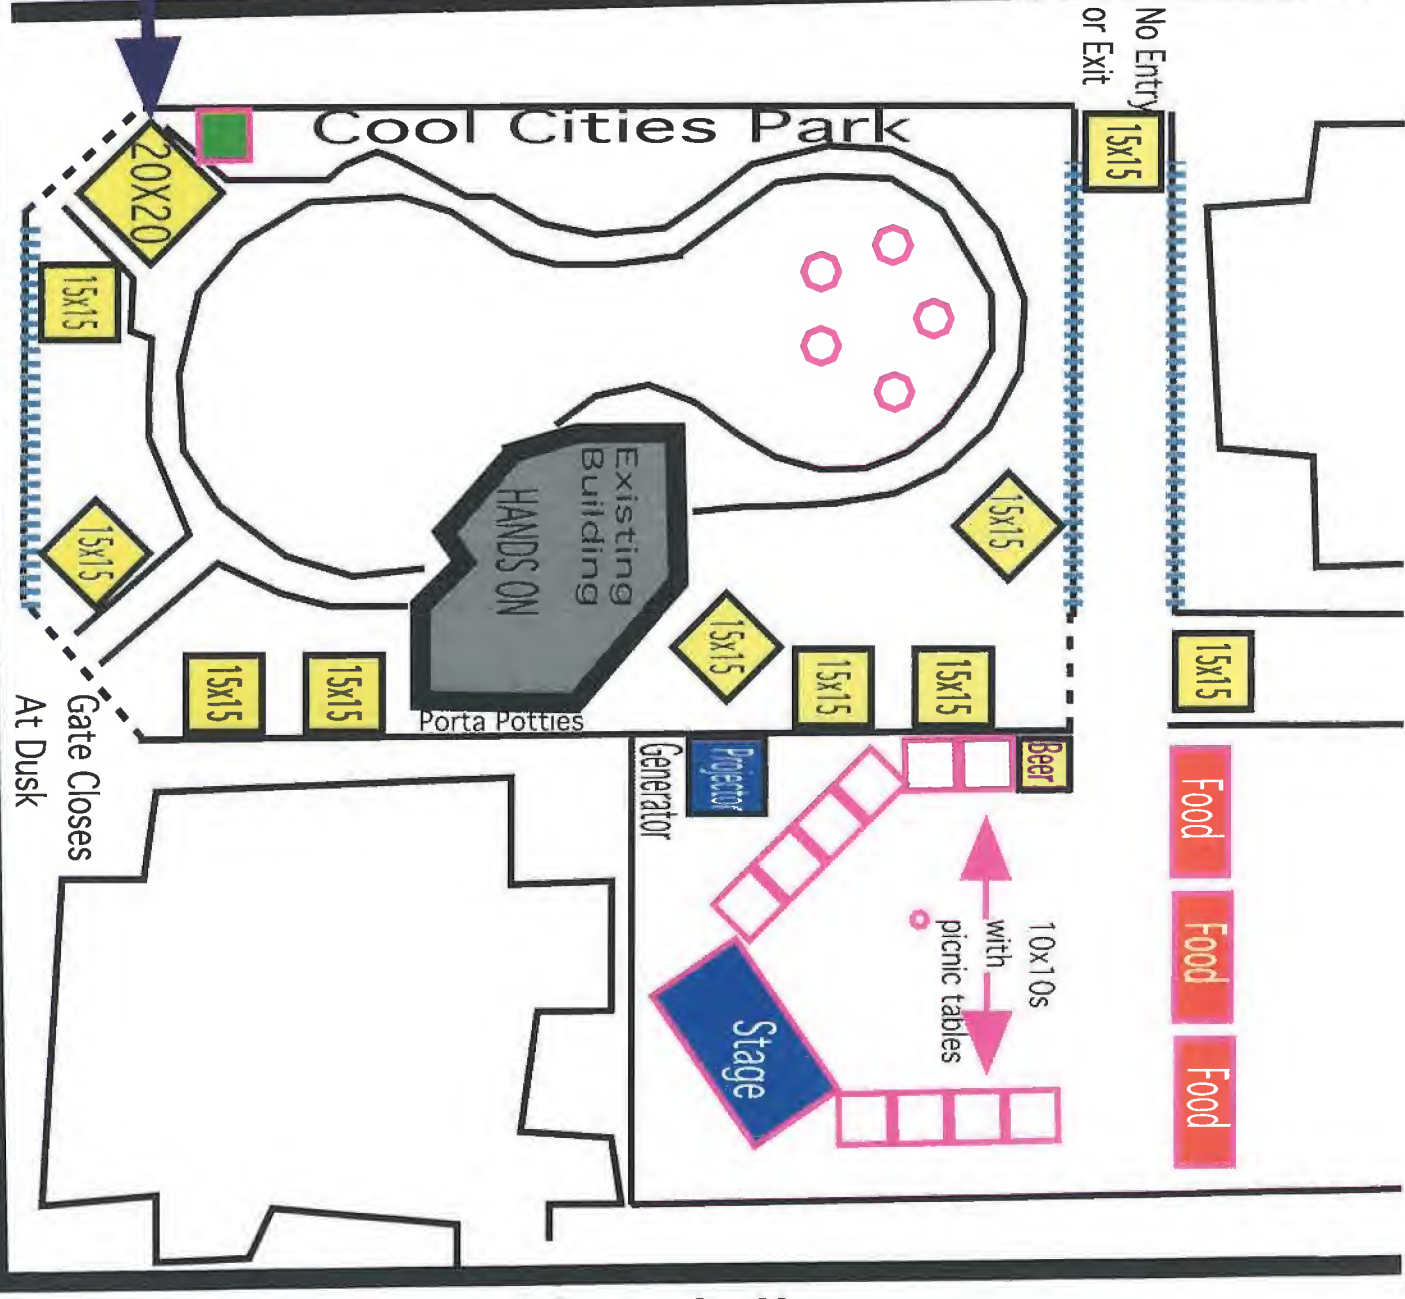 No Entry
or Exit
15x15
Cool Cities Park
20X20
15x15
15x15
15x15
Existing
Building
HANDS ON
15x15
15x15
15x15
15x15
15x15
15x15
Porta Potties
Gate Closes
At Dusk
Generator
Projector
Beer
Food
Food
Food
10x10s
with
picnic tables
Stage